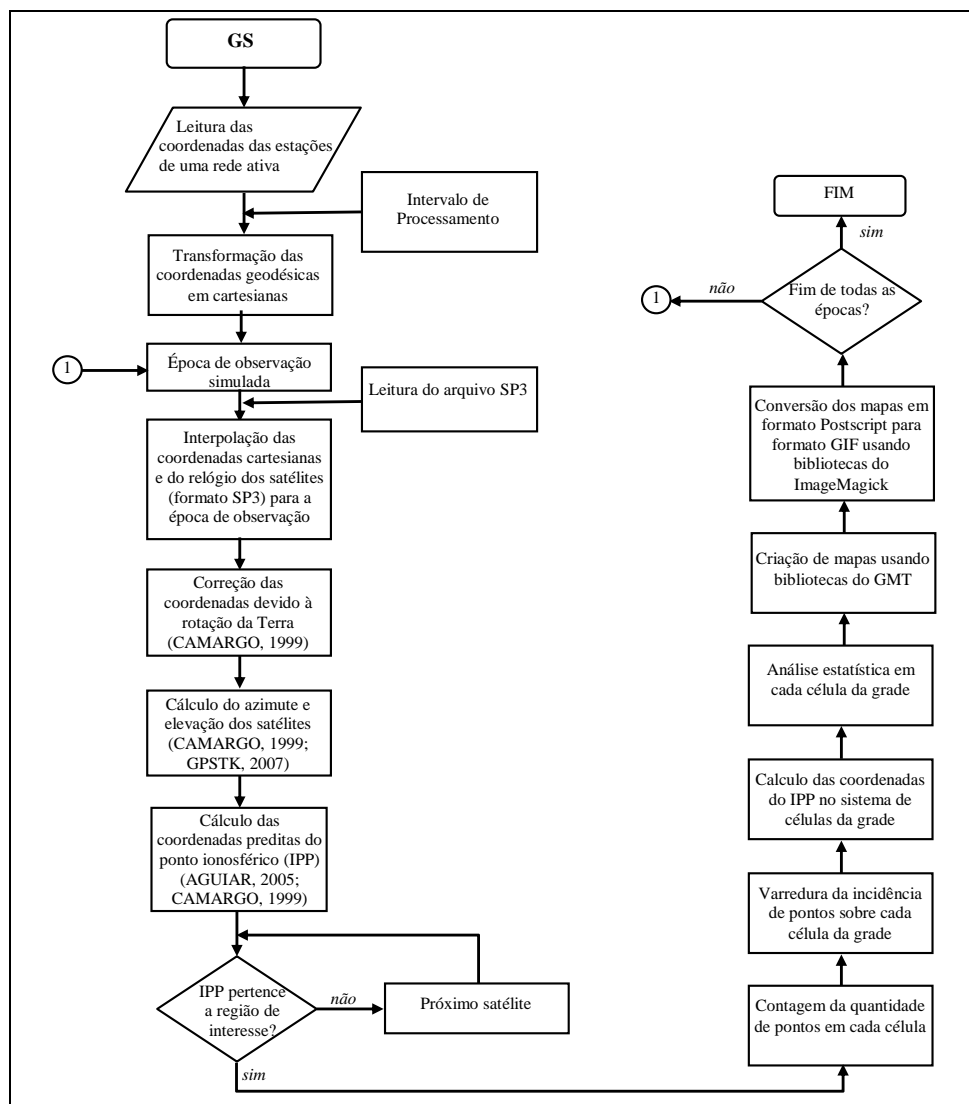 GS
Leitura das
coordenadas das estações
de uma rede ativa
Intervalo de
Processamento
Transformação das
coordenadas geodésicas
em cartesianas
1
Época de observação
simulada
Leitura do arquivo SP3
Interpolação das
coordenadas cartesianas
e do relógio dos satélites
(formato SP3) para a
época de observação
Correção das
coordenadas devido à
rotação da Terra
(CAMARGO, 1999)
Cálculo do azimute e
elevação dos satélites
(CAMARGO, 1999;
GPSTK, 2007)
Cálculo das
coordenadas preditas do
ponto ionosférico (IPP)
(AGUIAR, 2005;
CAMARGO, 1999)
IPP pertence
a região de
interesse?
não
Próximo satélite
sim
Contagem da quantidade
de pontos em cada célula
Varredura da incidência
de pontos sobre cada
célula da grade
Calculo das coordenadas
do IPP no sistema de
células da grade
Análise estatística em
cada célula da grade
Criação de mapas usando
bibliotecas do GMT
Conversão dos mapas em
formato Postscript para
formato GIF usando
bibliotecas do
ImageMagick
Fim de todas as
épocas?
não
1
sim
FIM